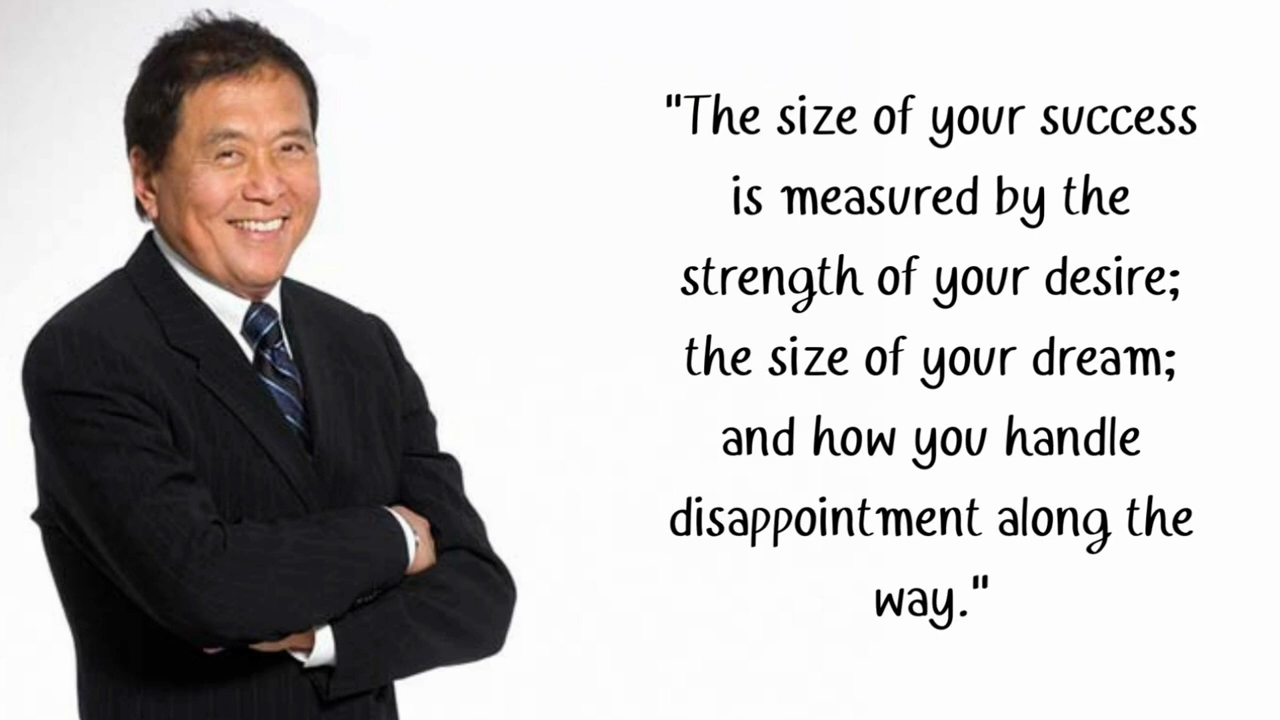 "The size of your success
is measured by the
strength of your desire;
the size of your dream;
and how you handle
disappointment along the
way."